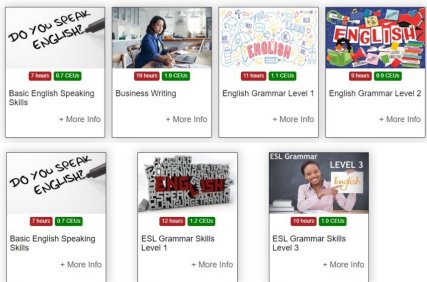 DO YOU SPEAK
ENGLISH?
ENGLISH
ENGLISH
7 hours 0.7 CEUs
19 hours 1.9 CEUs
11 hours 1.1 CEUs
9 hours 0.9 CEUs
Basic English Speaking
Skills
Business Writing
English Grammar Level 1
English Grammar Level 2
+ More Info
+ More Info
+ More Info
+ More Info
DO YOU SPEAK
ENGLISH?
ENGLISH
SPEAK
LANGUAGE
ESL Grammar
LEVEL 3
English
7 hours 0.7 CEUs
12 hours 1.2 CEUs
10 hours 1.0 CEUs
Basic English Speaking
Skills
ESL Grammar Skills
Level 1
ESL Grammar Skills
Level 3
+ More Info
+ More Info
+ More Info